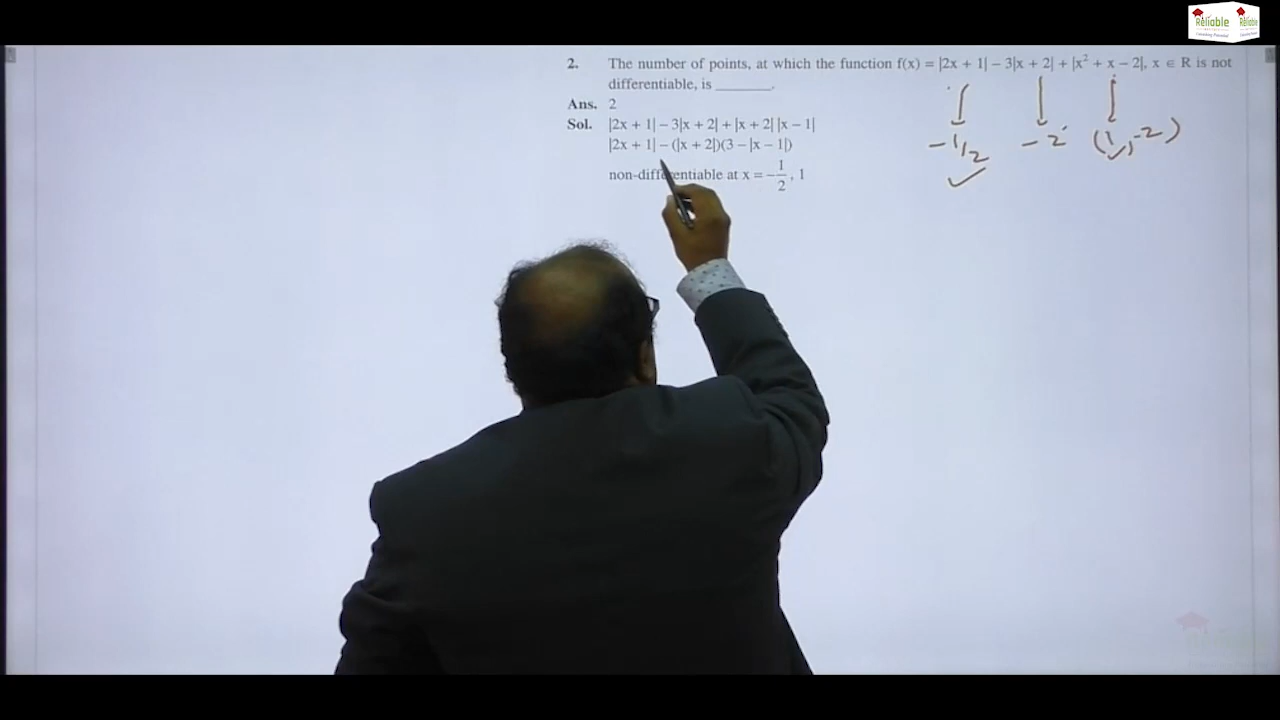 Reliable
Reliable
2. The number of points, at which the function f(x) = |2x + 1| − 3|x + 2| + |x² + x − 2|, x ∈ R is not
differentiable, is ______.
Ans. 2
Sol. |2x + 1| − 3|x + 2| + |x + 2| |x − 1|
|2x + 1| − (|x + 2|)(3 − |x − 1|)
non-differentiable at x = −1/2, 1
−1/2 −2 (1, −2)